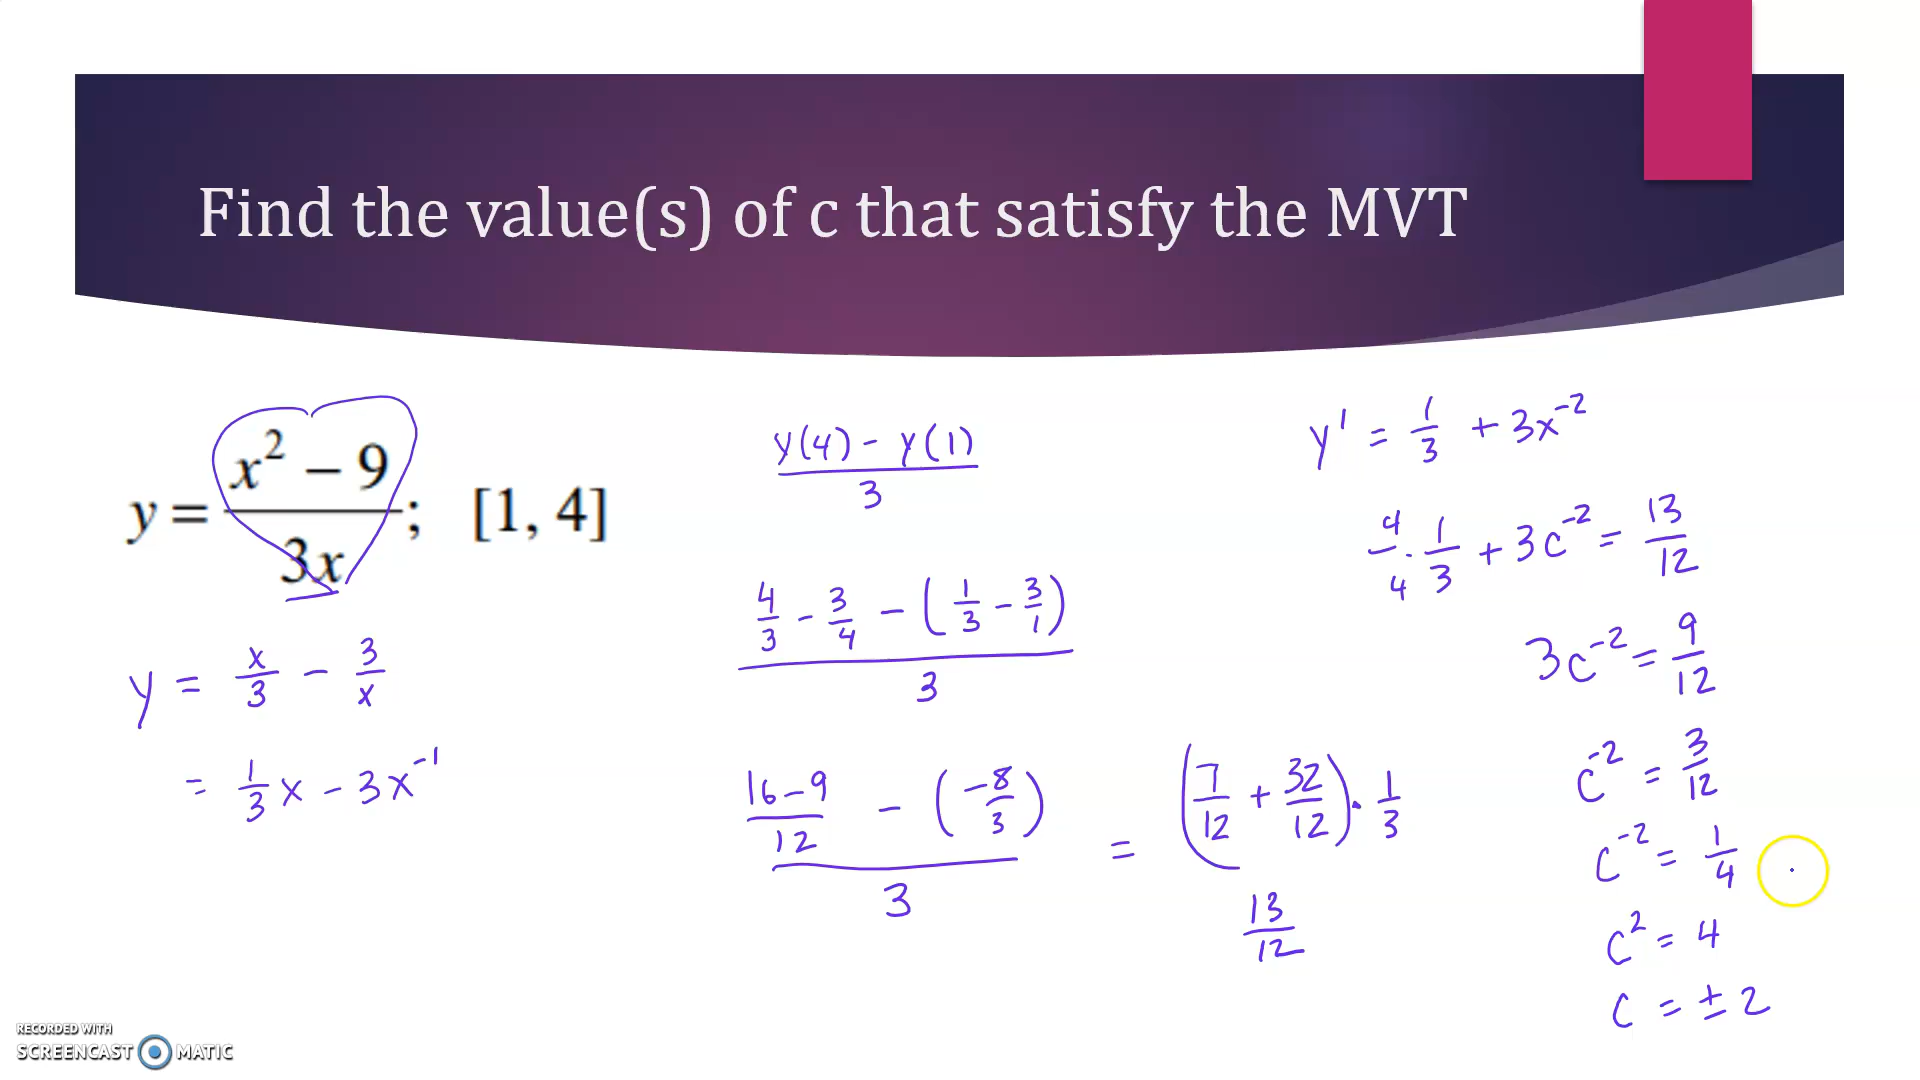 Find the value(s) of c that satisfy the MVT
y = (x² − 9)/(3x); [1, 4]
y = x/3 − 3/x
= 1/3 x − 3x⁻¹
(y(4) − y(1))/3
(4/3 − 3/4 − (1/3 − 3/1))/3
((16−9)/12 − (−8/3))/3 = (7/12 + 32/12) · 1/3
13/12
y' = 1/3 + 3x⁻²
4/4 · 1/3 + 3c⁻² = 13/12
3c⁻² = 9/12
c⁻² = 3/12
c⁻² = 1/4
c² = 4
c = ± 2
RECORDED WITH
SCREENCAST MATIC